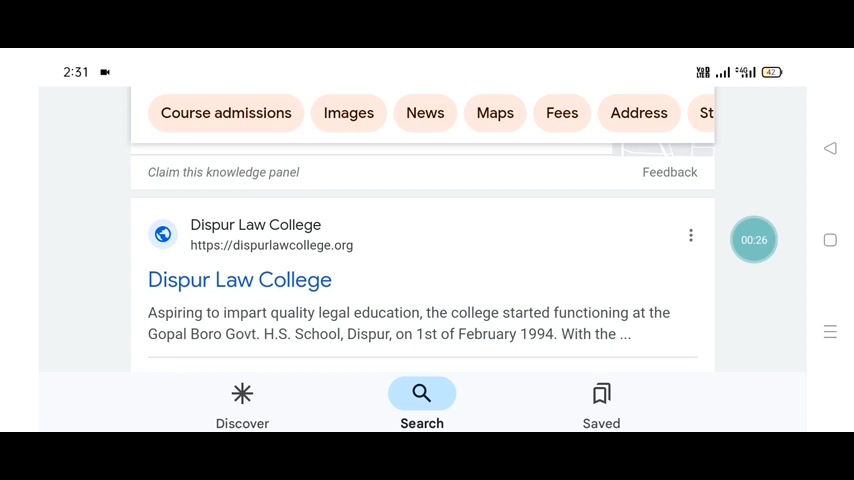 2:31
42
Course admissions Images News Maps Fees Address St
Claim this knowledge panel Feedback
Dispur Law College
https://dispurlawcollege.org
00:26
Dispur Law College
Aspiring to impart quality legal education, the college started functioning at the
Gopal Boro Govt. H.S. School, Dispur, on 1st of February 1994. With the ...
Discover Search Saved